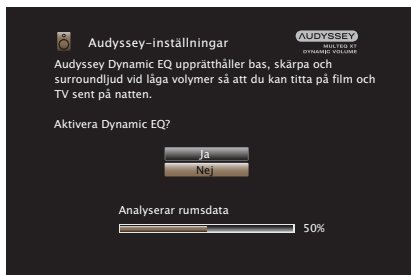 Audyssey-inställningar
AUDYSSEY
MULTEQ XT
DYNAMIC VOLUME
Audyssey Dynamic EQ upprätthåller bas, skärpa och
surroundljud vid låga volymer så att du kan titta på film och
TV sent på natten.
Aktivera Dynamic EQ?
Ja
Nej
Analyserar rumsdata
50%